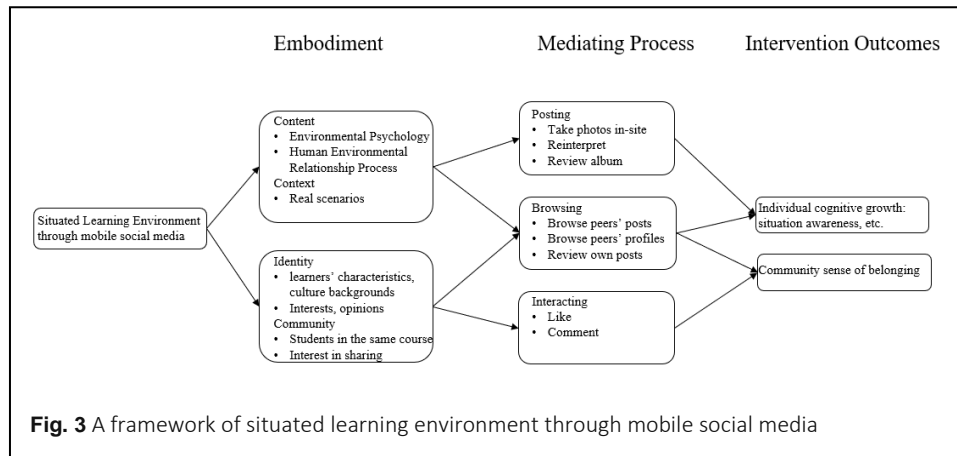 Embodiment
Mediating Process
Intervention Outcomes
Situated Learning Environment
through mobile social media
Content
• Environmental Psychology
• Human Environmental
Relationship Process
Context
• Real scenarios
Identity
• learners' characteristics,
culture backgrounds
• Interests, opinions
Community
• Students in the same course
• Interest in sharing
Posting
• Take photos in-site
• Reinterpret
• Review album
Browsing
• Browse peers' posts
• Browse peers' profiles
• Review own posts
Interacting
• Like
• Comment
Individual cognitive growth:
situation awareness, etc.
Community sense of belonging
Fig. 3 A framework of situated learning environment through mobile social media